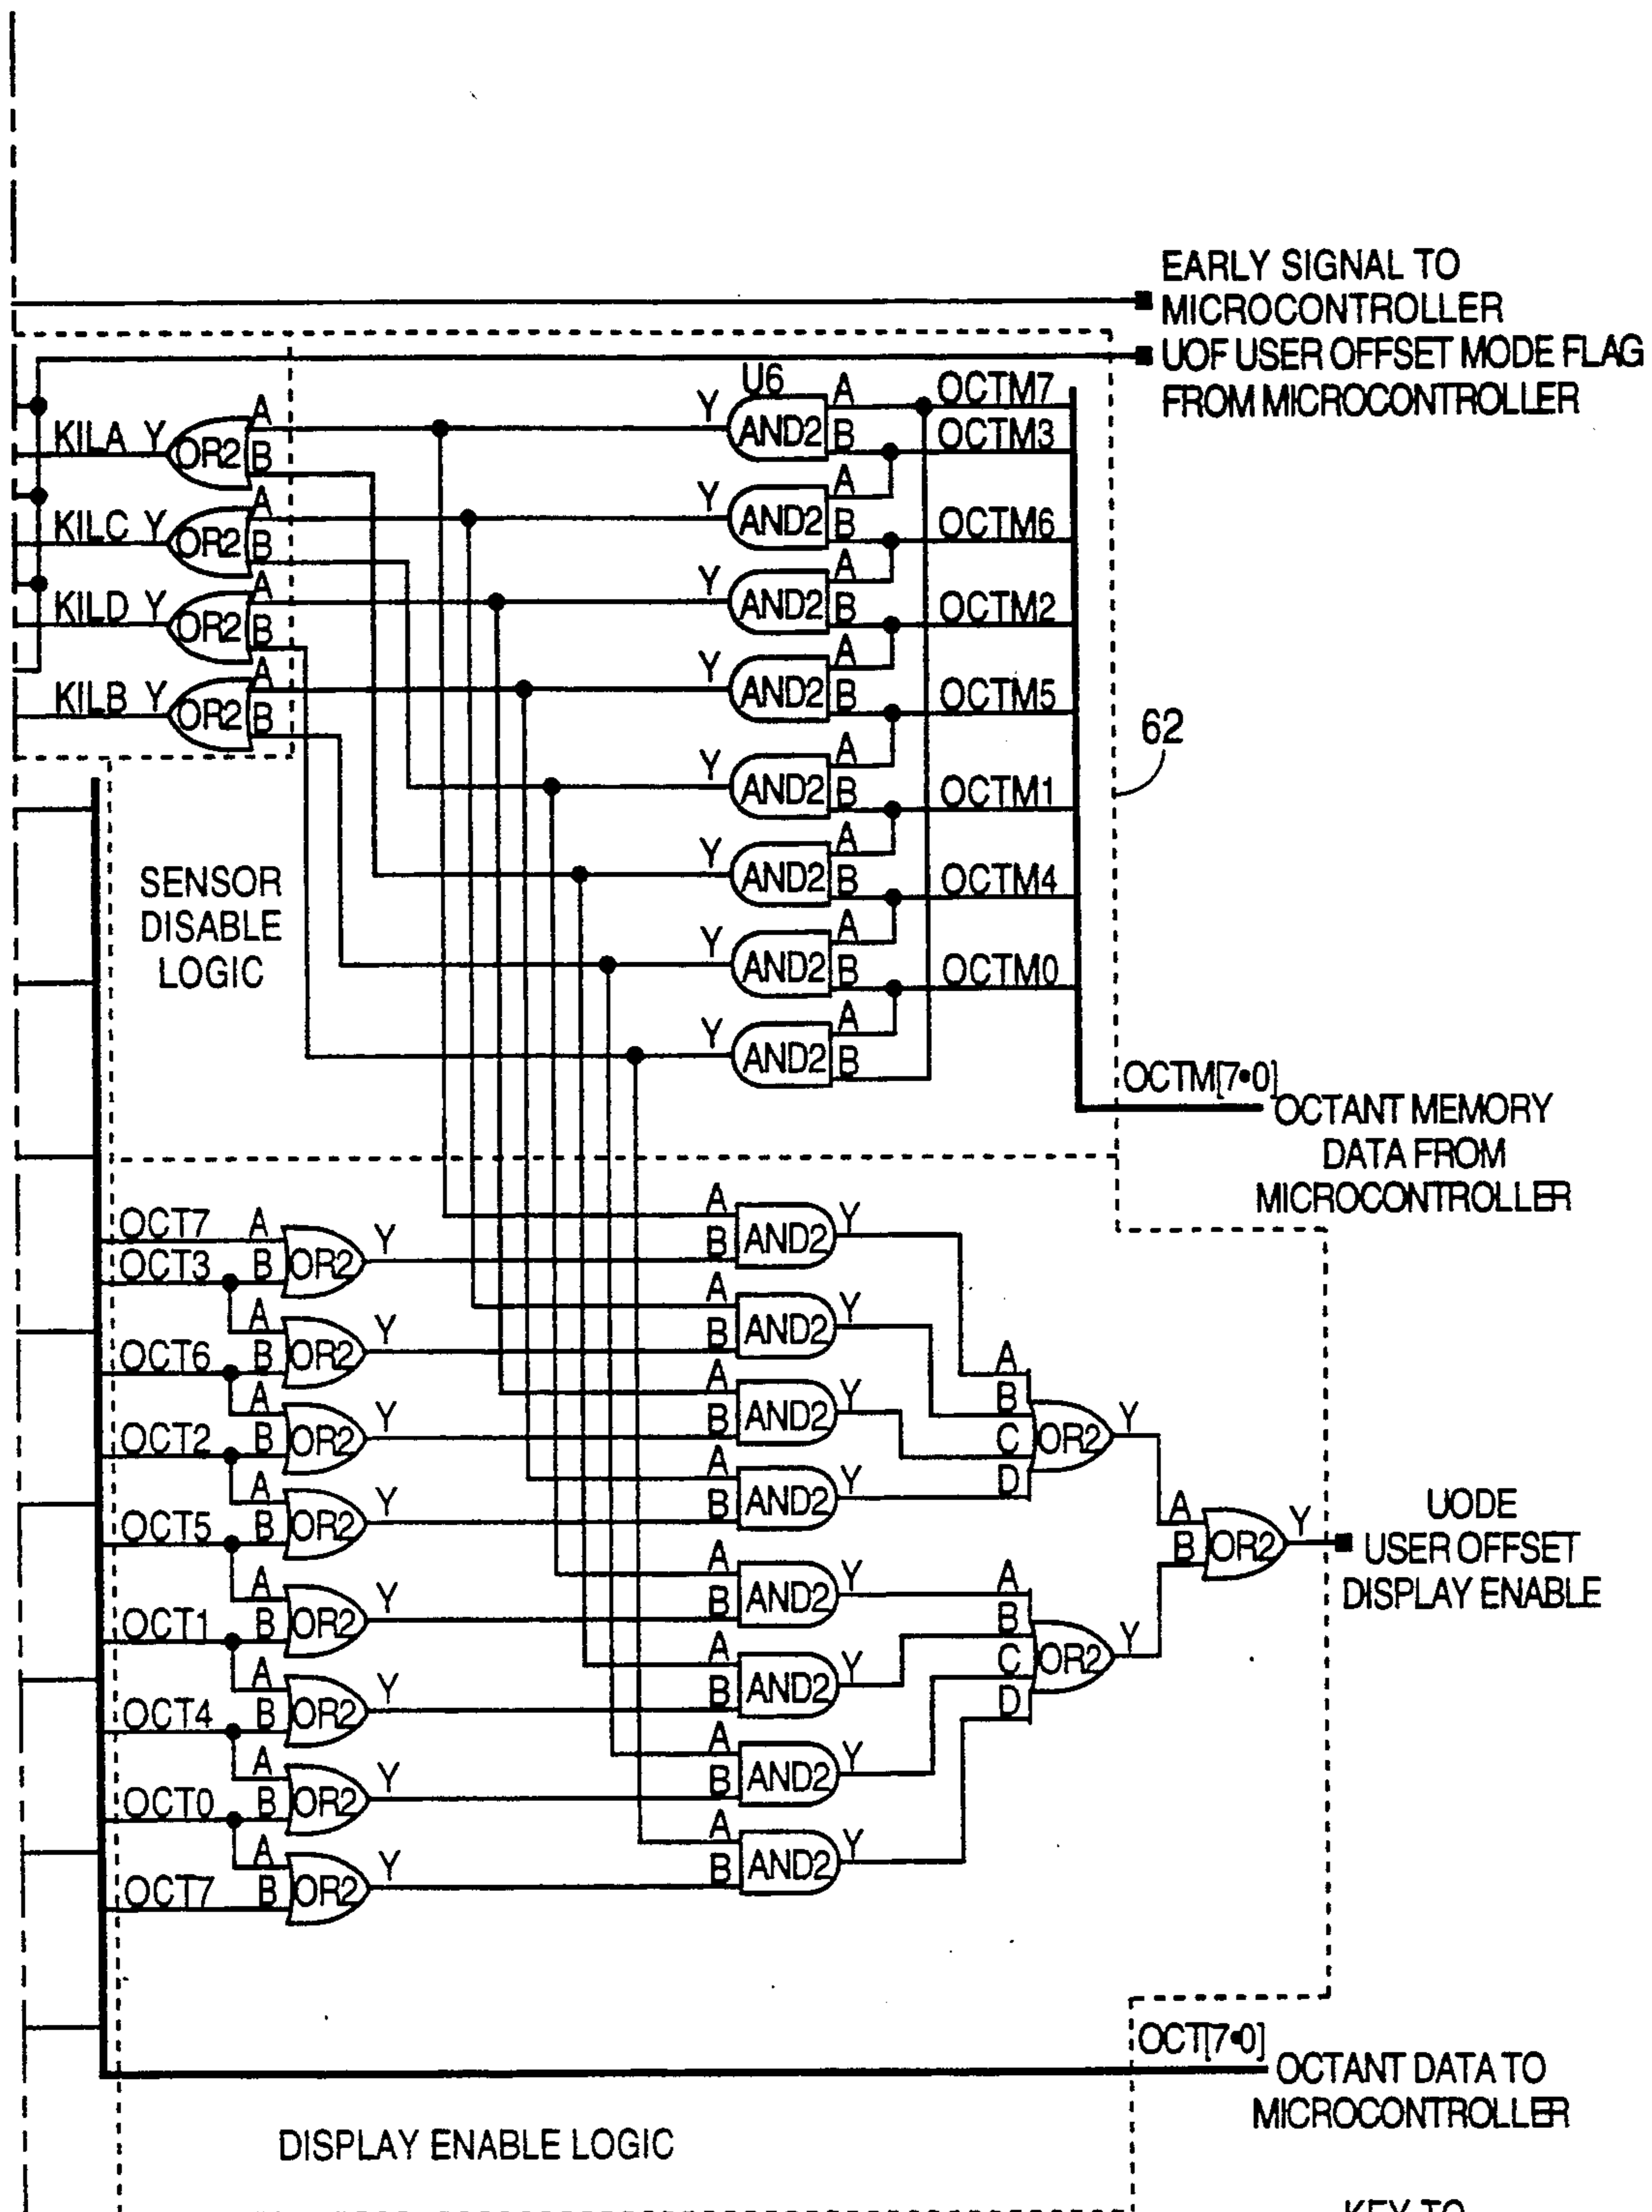 EARLY SIGNAL TO
MICROCONTROLLER
UOF USER OFFSET MODE FLAG
FROM MICROCONTROLLER
U6
KILA Y OR2 A B
Y AND2 A B
OCTM7
OCTM3
KILC Y OR2 A B
Y AND2 A B
OCTM6
KILD Y OR2 A B
Y AND2 A B
OCTM2
KILB Y OR2 A B
Y AND2 A B
OCTM5
62
Y AND2 A B
OCTM1
Y AND2 A B
OCTM4
Y AND2 A B
OCTM0
Y AND2 A B
SENSOR
DISABLE
LOGIC
OCTM[7•0]
OCTANT MEMORY
DATA FROM
MICROCONTROLLER
OCT7 A
OCT3 B OR2 Y
A B AND2 Y
A
OCT6 B OR2 Y
A B AND2 Y
A
OCT2 B OR2 Y
A B AND2 Y
A
OCT5 B OR2 Y
A B AND2 Y
A
OCT1 B OR2 Y
A B AND2 Y
A
OCT4 B OR2 Y
A B AND2 Y
A
OCT0 B OR2 Y
A B AND2 Y
A
OCT7 B OR2 Y
A B AND2 Y
A B C D OR2 Y
A B C D OR2 Y
A B OR2 Y
UODE
USER OFFSET
DISPLAY ENABLE
OCT[7•0]
OCTANT DATA TO
MICROCONTROLLER
DISPLAY ENABLE LOGIC
KEY TO